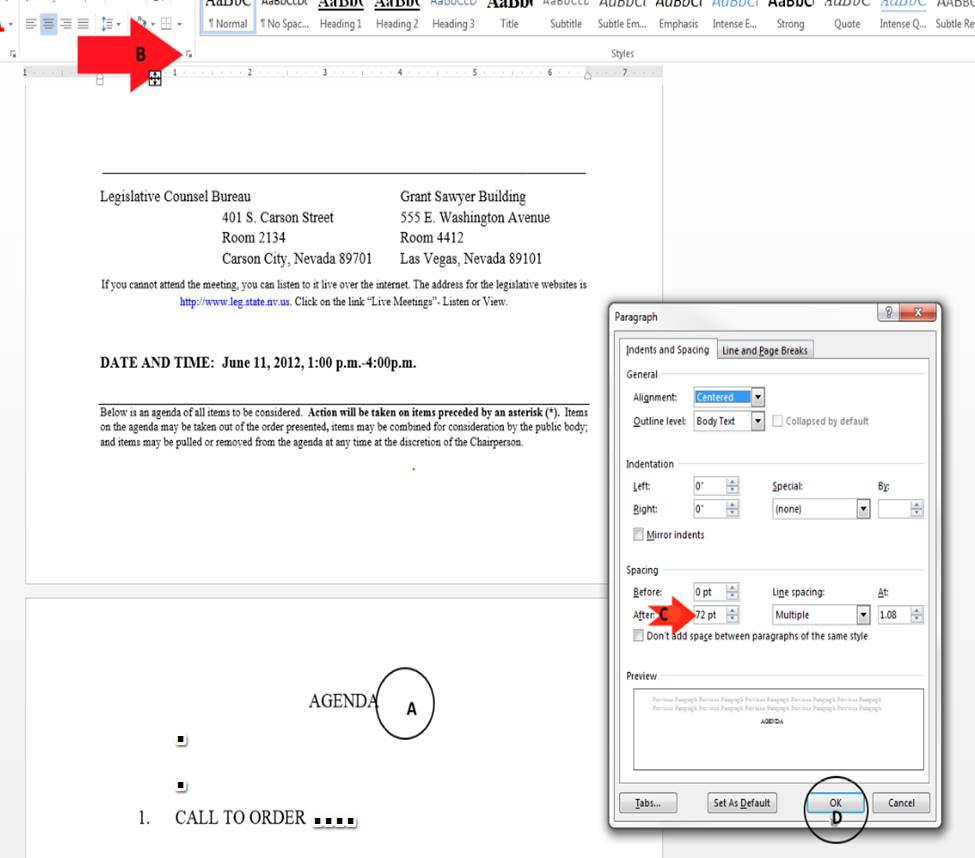 AaBbC AaBbCcDc AaBbC AaBbC AaBbCcD AaBb AaBbCcC AaBbCc AaBbCc AaBbCc AaBbC AaBbCc AaBbC
¶ Normal ¶ No Spac... Heading 1 Heading 2 Heading 3 Title Subtitle Subtle Em... Emphasis Intense E... Strong Quote Intense Q... Subtle Re
B Styles
1 1 2 3 4 5 6 7
Legislative Counsel Bureau Grant Sawyer Building
401 S. Carson Street 555 E. Washington Avenue
Room 2134 Room 4412
Carson City, Nevada 89701 Las Vegas, Nevada 89101
If you cannot attend the meeting, you can listen to it live over the internet. The address for the legislative websites is
http://www.leg.state.nv.us. Click on the link “Live Meetings”- Listen or View.
DATE AND TIME: June 11, 2012, 1:00 p.m.-4:00p.m.
Below is an agenda of all items to be considered. Action will be taken on items preceded by an asterisk (*). Items
on the agenda may be taken out of the order presented, items may be combined for consideration by the public body;
and items may be pulled or removed from the agenda at any time at the discretion of the Chairperson.
AGENDA A
1. CALL TO ORDER
Paragraph ? x
Indents and Spacing Line and Page Breaks
General
Alignment: Centered
Outline level: Body Text Collapsed by default
Indentation
Left: 0" Special: By:
Right: 0" (none)
Mirror indents
Spacing
Before: 0 pt Line spacing: At:
After: C 72 pt Multiple 1.08
Don't add space between paragraphs of the same style
Preview
Previous Paragraph Previous Paragraph Previous Paragraph Previous Paragraph Previous Paragraph
Previous Paragraph Previous Paragraph Previous Paragraph Previous Paragraph Previous Paragraph
AGENDA
Tabs... Set As Default OK Cancel
D